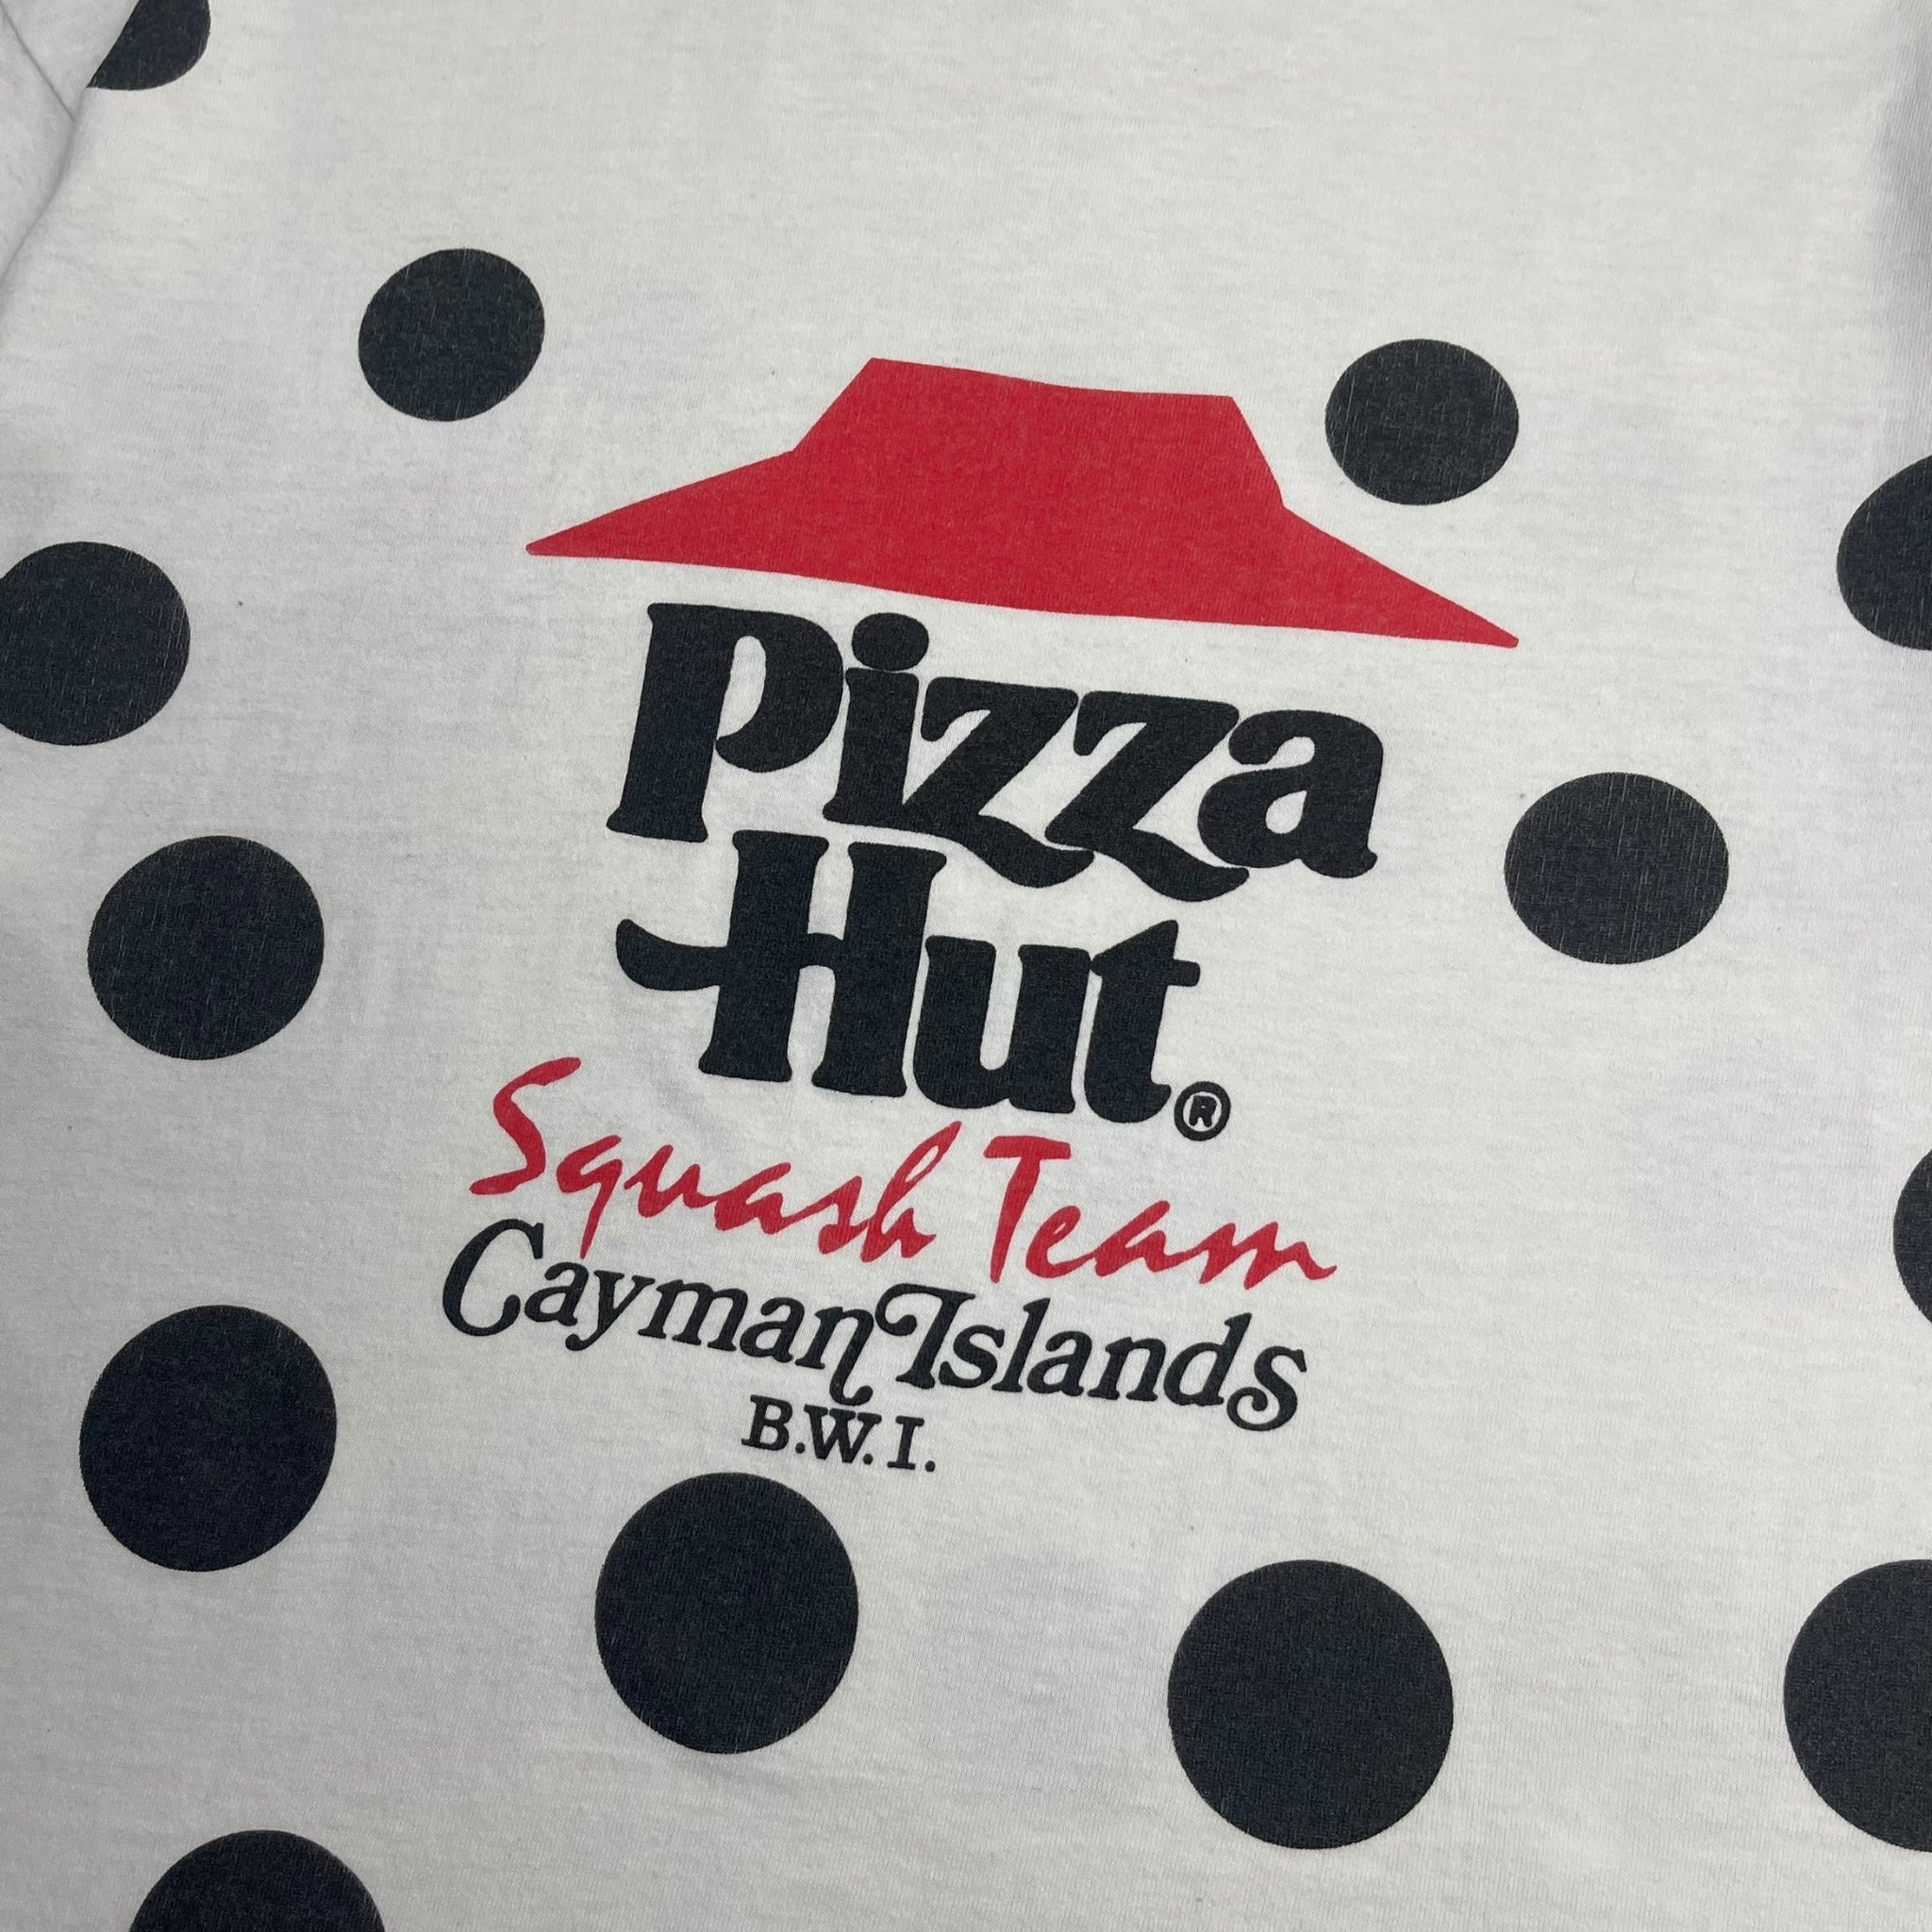 Pizza
Hut®
Squash Team
Cayman Islands
B.W.I.